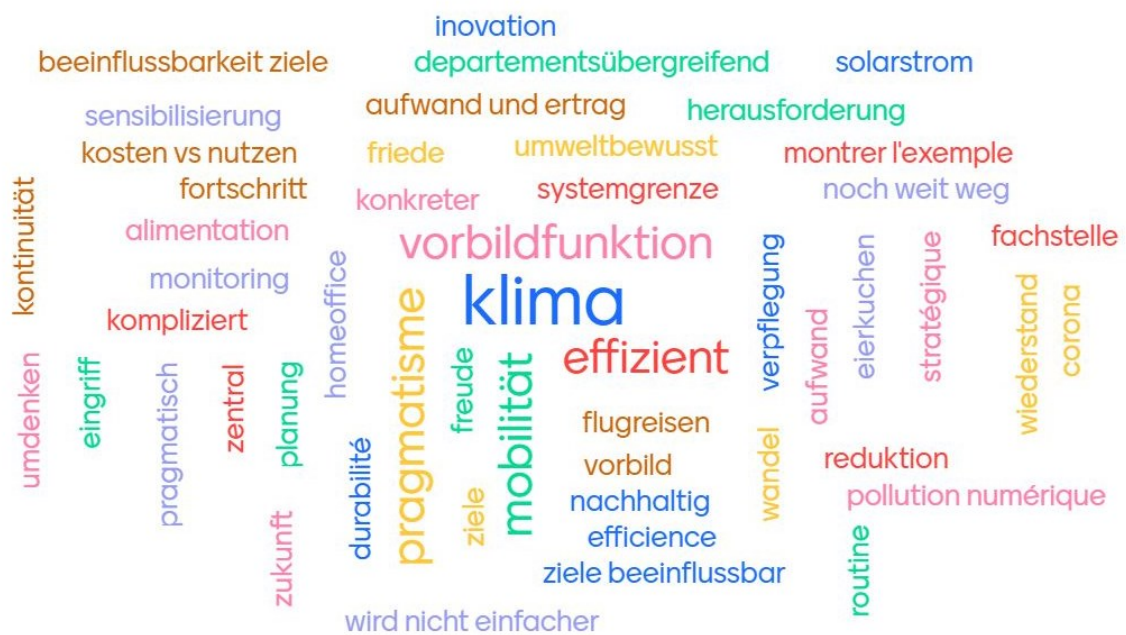 inovation
beeinflussbarkeit ziele
departementsübergreifend
solarstrom
sensibilisierung
aufwand und ertrag
herausforderung
kosten vs nutzen
friede
umweltbewusst
montrer l'exemple
fortschritt
konkreter
systemgrenze
noch weit weg
kontinuität
alimentation
vorbildfunktion
fachstelle
monitoring
homeoffice
klima
verpflegung
eierkuchen
stratégique
wiederstand
corona
kompliziert
pragmatisme
effizient
aufwand
umdenken
eingriff
pragmatisch
zentral
planung
freude
mobilität
flugreisen
durabilité
vorbild
wandel
reduktion
ziele
nachhaltig
pollution numérique
zukunft
efficience
routine
ziele beeinflussbar
wird nicht einfacher